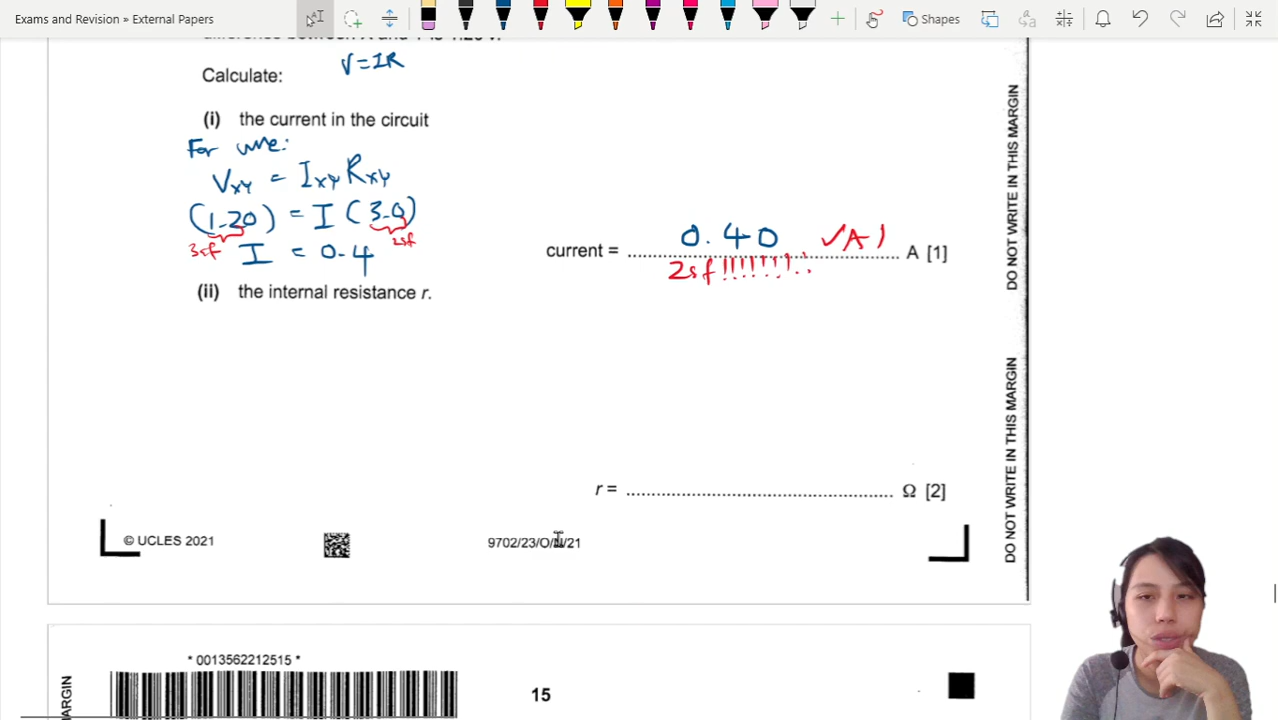 Exams and Revision » External Papers
Shapes
V=IR
Calculate:
(i) the current in the circuit
For wire:
Vxy = Ixy Rxy
(1.20) = I (3.0)
3sf 2sf
I = 0.4
current = 0.40 A [1]
✓A1
2sf!!!!!!!..
(ii) the internal resistance r.
r = Ω [2]
© UCLES 2021
9702/23/O/N/21
DO NOT WRITE IN THIS MARGIN
DO NOT WRITE IN THIS MARGIN
* 0013562212515 *
15
MARGIN